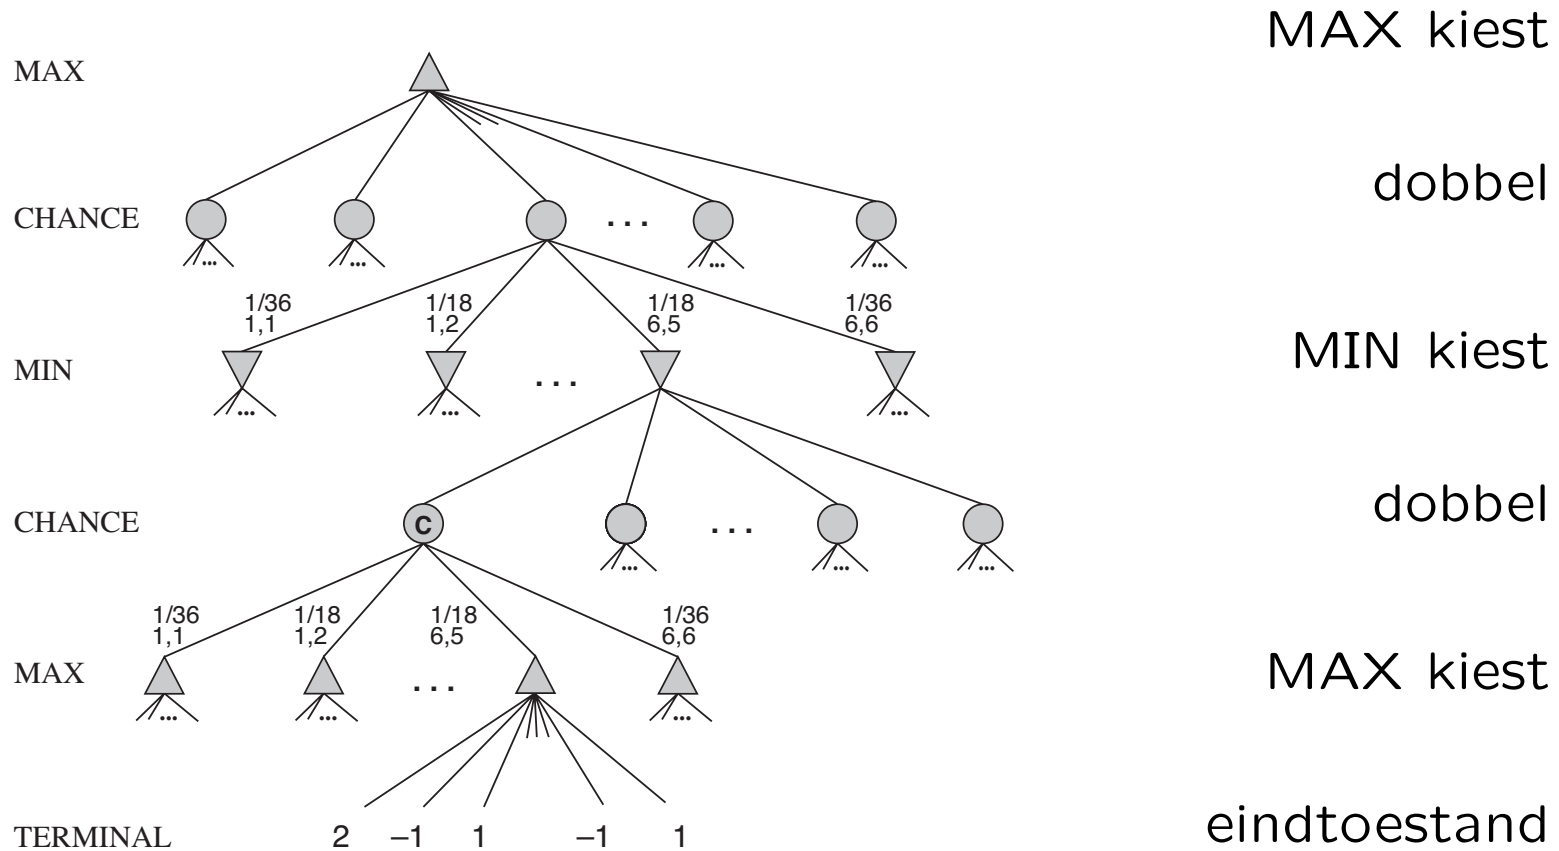 MAX kiest
MAX
dobbel
CHANCE
...
... ... ... ...
1/36 1/18 1/18 1/36
1,1 1,2 6,5 6,6
MIN kiest
MIN
...
... ... ...
dobbel
CHANCE
C
...
... ... ...
1/36 1/18 1/18 1/36
1,1 1,2 6,5 6,6
MAX kiest
MAX
...
... ... ...
eindtoestand
TERMINAL 2 –1 1 –1 1